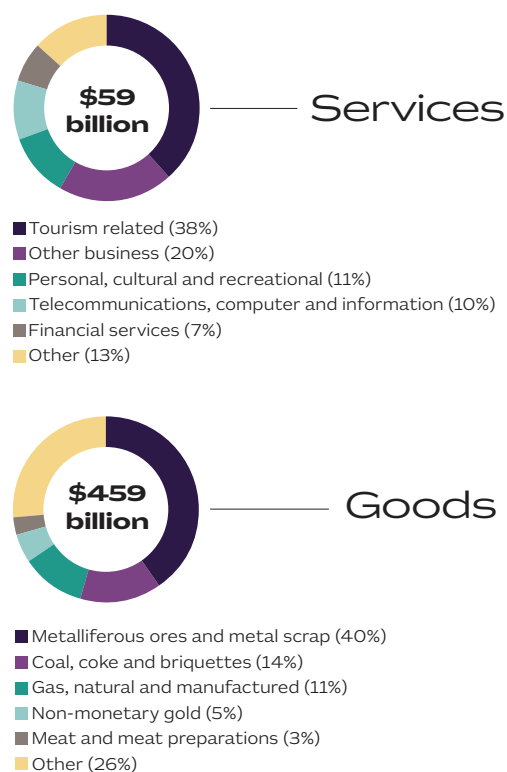 $59
billion
Services
Tourism related (38%)
Other business (20%)
Personal, cultural and recreational (11%)
Telecommunications, computer and information (10%)
Financial services (7%)
Other (13%)
$459
billion
Goods
Metalliferous ores and metal scrap (40%)
Coal, coke and briquettes (14%)
Gas, natural and manufactured (11%)
Non-monetary gold (5%)
Meat and meat preparations (3%)
Other (26%)